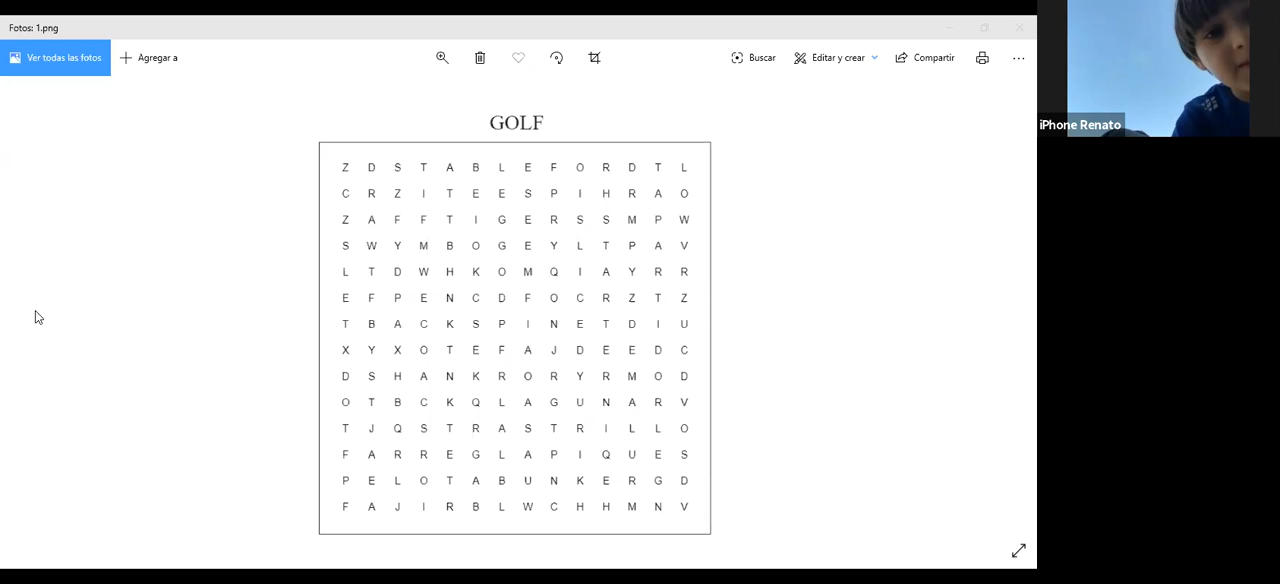 Fotos: 1.png
Ver todas las fotos
Agregar a
Buscar
Editar y crear
Compartir
iPhone Renato
GOLF
Z D S T A B L E F O R D T L
C R Z I T E E S P I H R A O
Z A F F T I G E R S S M P W
S W Y M B O G E Y L T P A V
L T D W H K O M Q I A Y R R
E F P E N C D F O C R Z T Z
T B A C K S P I N E T D I U
X Y X O T E F A J D E E D C
D S H A N K R O R Y R M O D
O T B C K Q L A G U N A R V
T J Q S T R A S T R I L L O
F A R R E G L A P I Q U E S
P E L O T A B U N K E R G D
F A J I R B L W C H H M N V